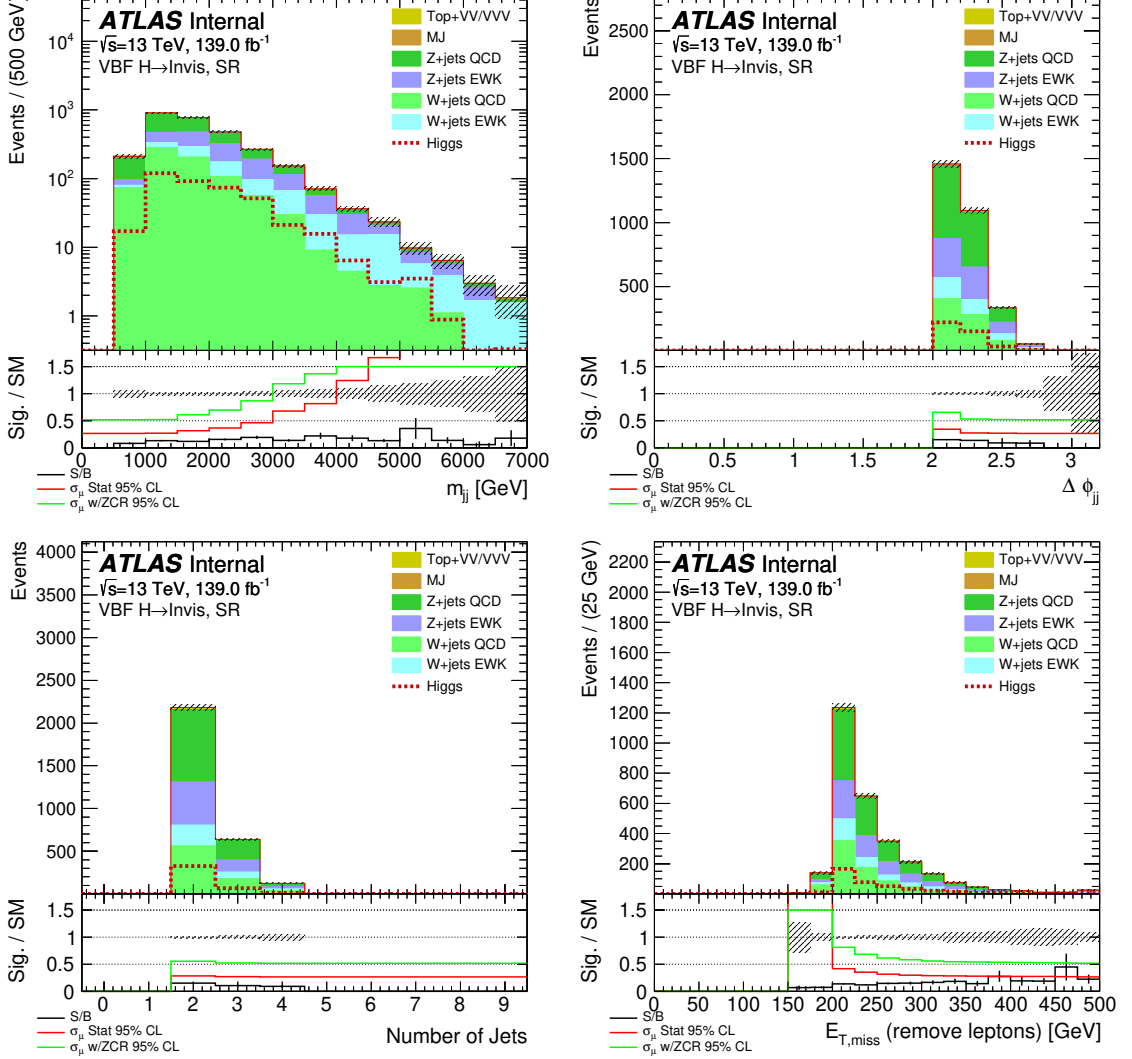 Events / (500 GeV)
ATLAS Internal
√s=13 TeV, 139.0 fb⁻¹
VBF H→Invis, SR
Top+VV/VVV
MJ
Z+jets QCD
Z+jets EWK
W+jets QCD
W+jets EWK
Higgs
10⁴
10³
10²
10
1
Sig. / SM
1.5
1
0.5
0
0 1000 2000 3000 4000 5000 6000 7000
m_jj [GeV]
S/B
σ_μ Stat 95% CL
σ_μ w/ZCR 95% CL
Events
ATLAS Internal
√s=13 TeV, 139.0 fb⁻¹
VBF H→Invis, SR
Top+VV/VVV
MJ
Z+jets QCD
Z+jets EWK
W+jets QCD
W+jets EWK
Higgs
2500
2000
1500
1000
500
Sig. / SM
1.5
1
0.5
0
0 0.5 1 1.5 2 2.5 3
Δ ϕ_jj
S/B
σ_μ Stat 95% CL
σ_μ w/ZCR 95% CL
Events
ATLAS Internal
√s=13 TeV, 139.0 fb⁻¹
VBF H→Invis, SR
Top+VV/VVV
MJ
Z+jets QCD
Z+jets EWK
W+jets QCD
W+jets EWK
Higgs
4000
3500
3000
2500
2000
1500
1000
500
Sig. / SM
1.5
1
0.5
0
0 1 2 3 4 5 6 7 8 9
Number of Jets
S/B
σ_μ Stat 95% CL
σ_μ w/ZCR 95% CL
Events / (25 GeV)
ATLAS Internal
√s=13 TeV, 139.0 fb⁻¹
VBF H→Invis, SR
Top+VV/VVV
MJ
Z+jets QCD
Z+jets EWK
W+jets QCD
W+jets EWK
Higgs
2200
2000
1800
1600
1400
1200
1000
800
600
400
200
Sig. / SM
1.5
1
0.5
0
0 50 100 150 200 250 300 350 400 450 500
E_T,miss (remove leptons) [GeV]
S/B
σ_μ Stat 95% CL
σ_μ w/ZCR 95% CL